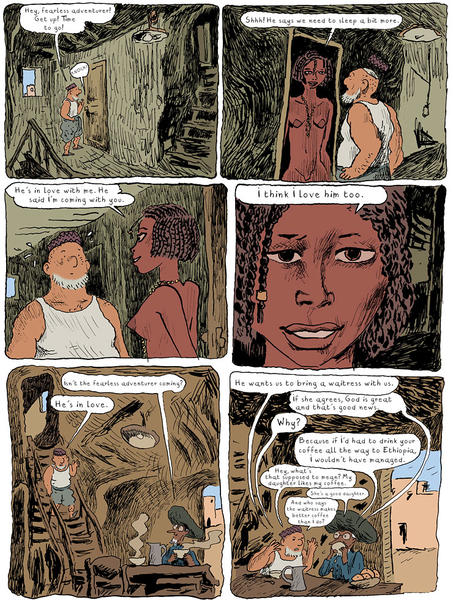 Hey, fearless adventurer!
Get up! Time
to go!
KNOCK!
Shhh! He says we need to sleep a bit more.
He's in love with me. He
said I'm coming with you.
I think I love him too.
Isn't the fearless adventurer coming?
He's in love.
He wants us to bring a waitress with us.
If she agrees, God is great
and that's good news.
Why?
Because if I'd had to drink your
coffee all the way to Ethiopia,
I wouldn't have managed.
Hey, what's
that supposed to mean? My
daughter likes my coffee.
She's a good daughter.
And who says
the waitress makes
better coffee
than I do?